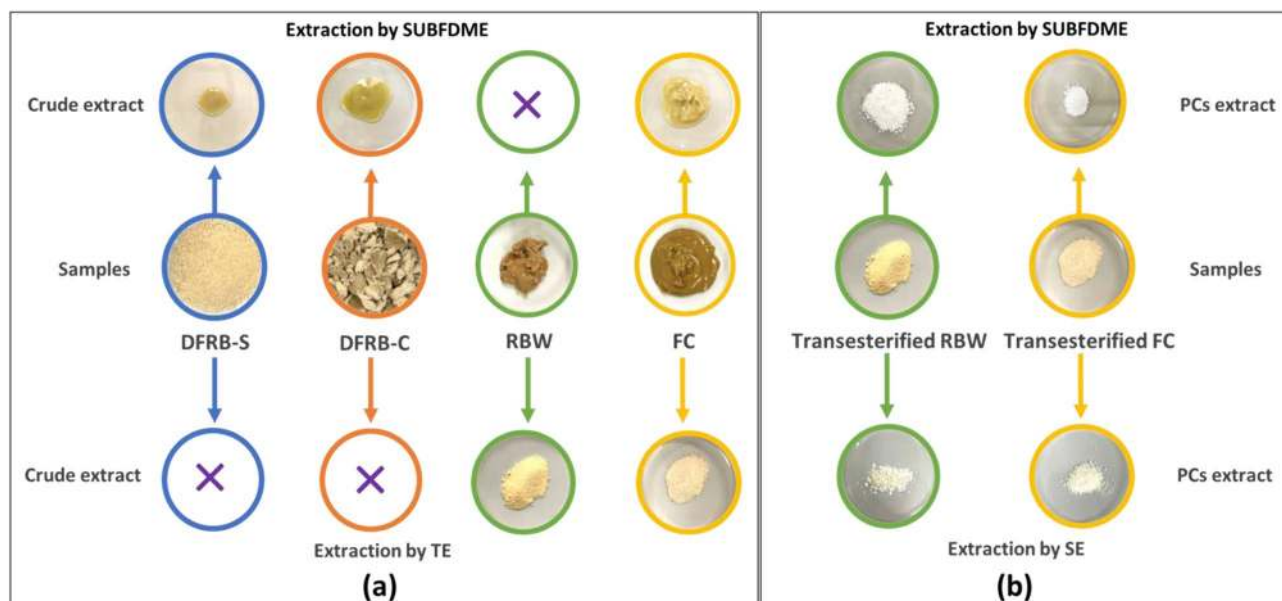 Extraction by SUBFDME
Crude extract
Samples
DFRB-S DFRB-C RBW FC
Crude extract
Extraction by TE
(a)
Extraction by SUBFDME
PCs extract
Samples
Transesterified RBW Transesterified FC
PCs extract
Extraction by SE
(b)